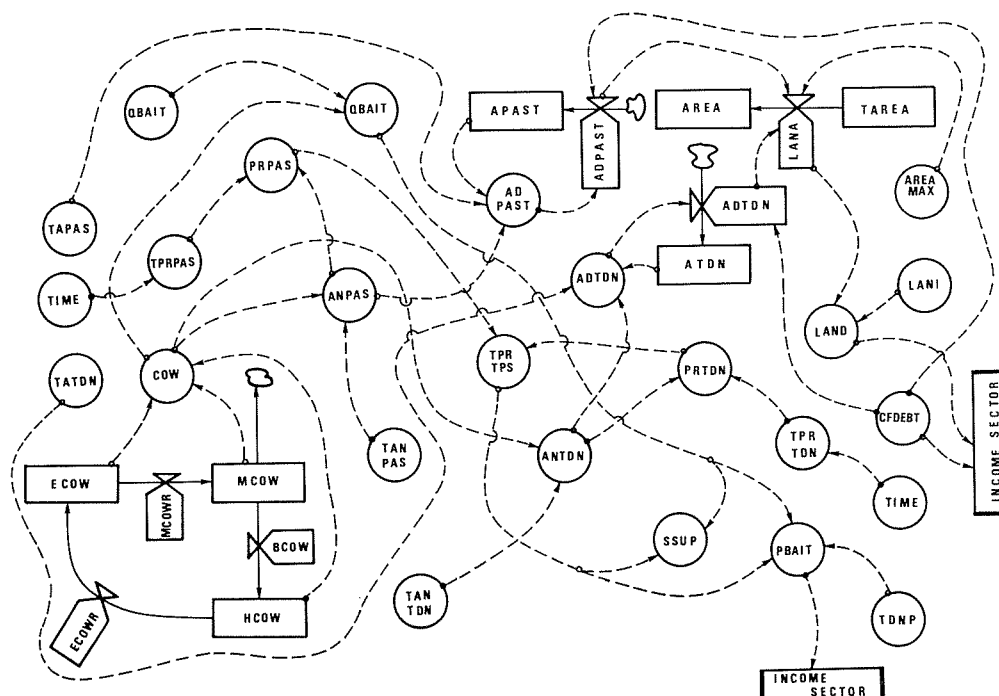 QBAIT
QBAIT
APAST
AREA
TAREA
ADPAST
LANA
PRPAS
AREA
MAX
TAPAS
AD
PAST
ADTDN
TPRPAS
ATDN
TIME
ANPAS
ADTDN
LANI
LAND
TATDN
COW
TPR
TPS
PRTDN
CFDEBT
INCOME SECTOR
TAN
PAS
ANTDN
TPR
TDN
ECOW
MCOW
MCOWR
TIME
BCOW
SSUP
PBAIT
TAN
TDN
HCOW
ECOWR
TDNP
INCOME
SECTOR